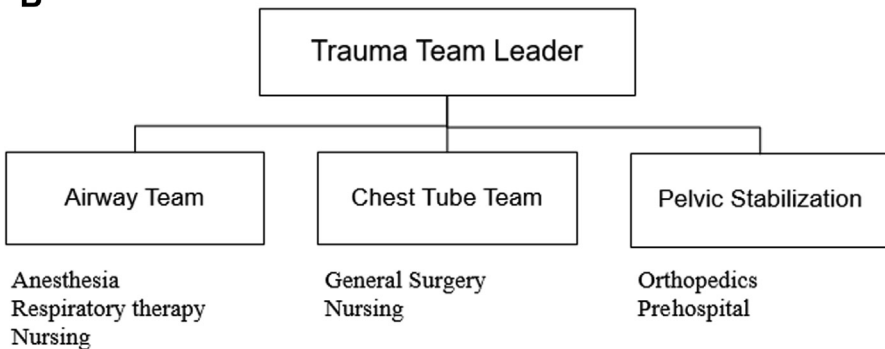 Trauma Team Leader
Airway Team
Chest Tube Team
Pelvic Stabilization
Anesthesia
Respiratory therapy
Nursing
General Surgery
Nursing
Orthopedics
Prehospital